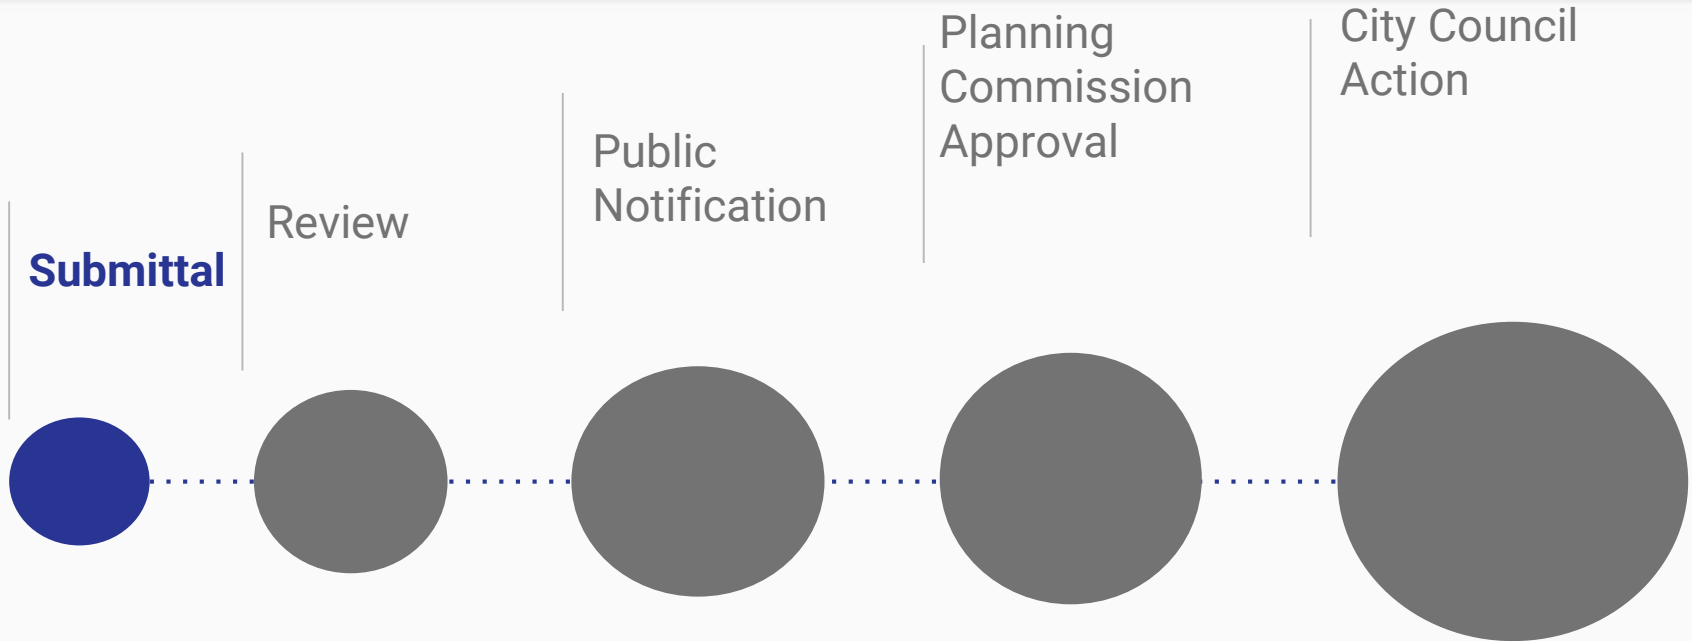 Submittal
Review
Public
Notification
Planning
Commission
Approval
City Council
Action